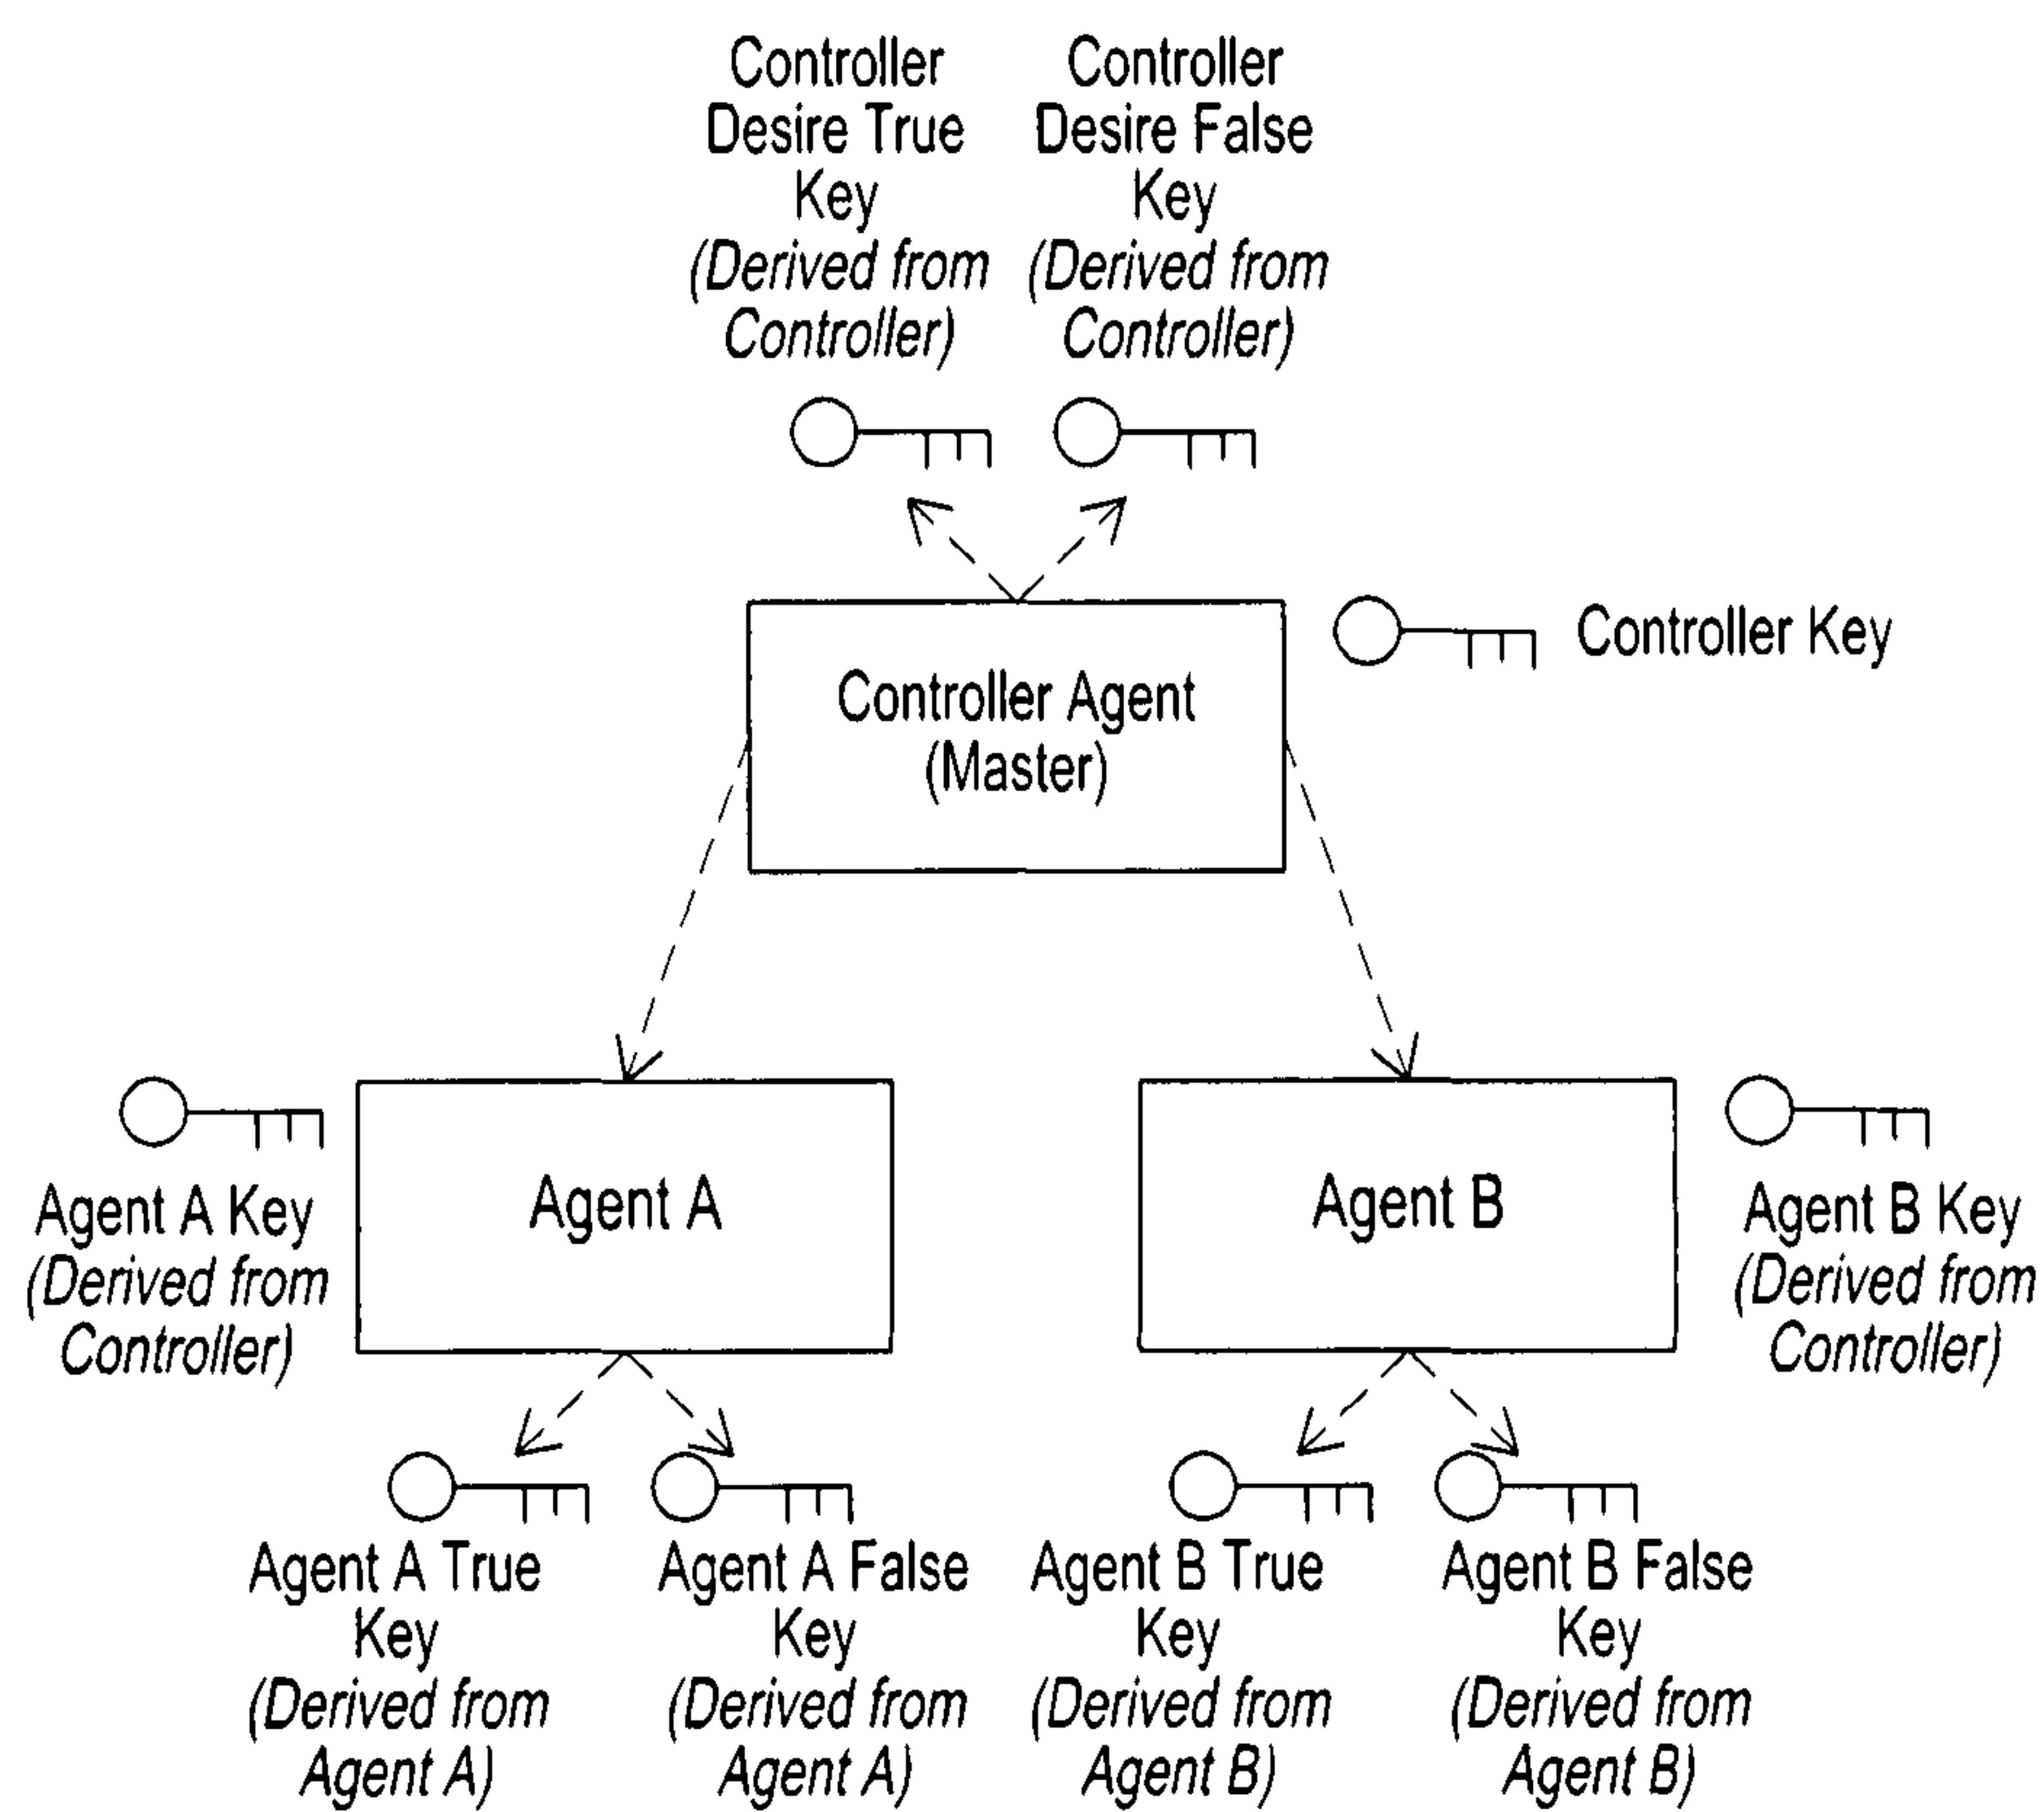 Controller
Desire True
Key
(Derived from
Controller)
Controller
Desire False
Key
(Derived from
Controller)
Controller Key
Controller Agent
(Master)
Agent A Key
(Derived from
Controller)
Agent A
Agent B
Agent B Key
(Derived from
Controller)
Agent A True
Key
(Derived from
Agent A)
Agent A False
Key
(Derived from
Agent A)
Agent B True
Key
(Derived from
Agent B)
Agent B False
Key
(Derived from
Agent B)